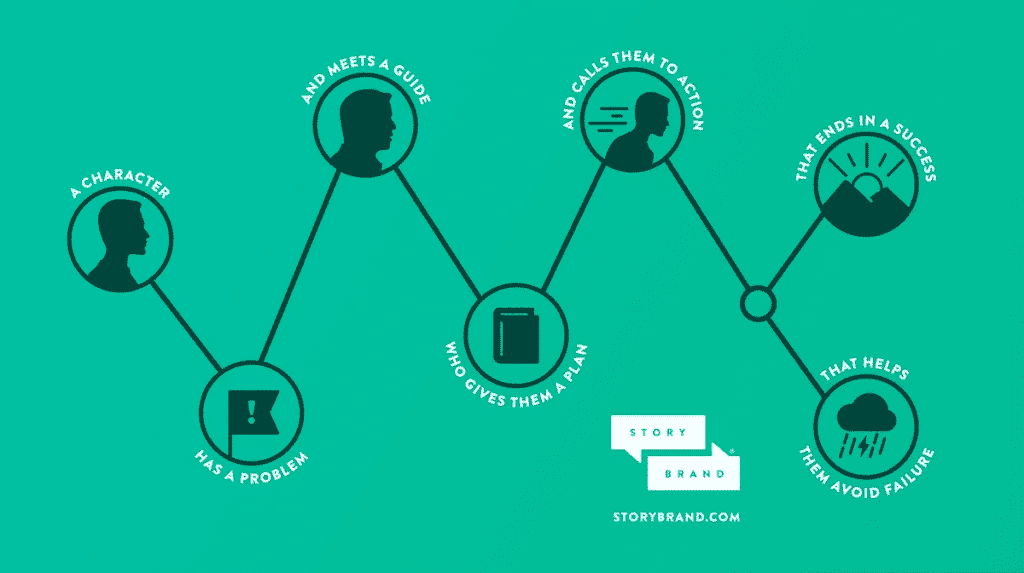 A CHARACTER
HAS A PROBLEM
AND MEETS A GUIDE
WHO GIVES THEM A PLAN
AND CALLS THEM TO ACTION
THAT ENDS IN A SUCCESS
THAT HELPS
THEM AVOID FAILURE
!
STORY
BRAND
®
STORYBRAND.COM